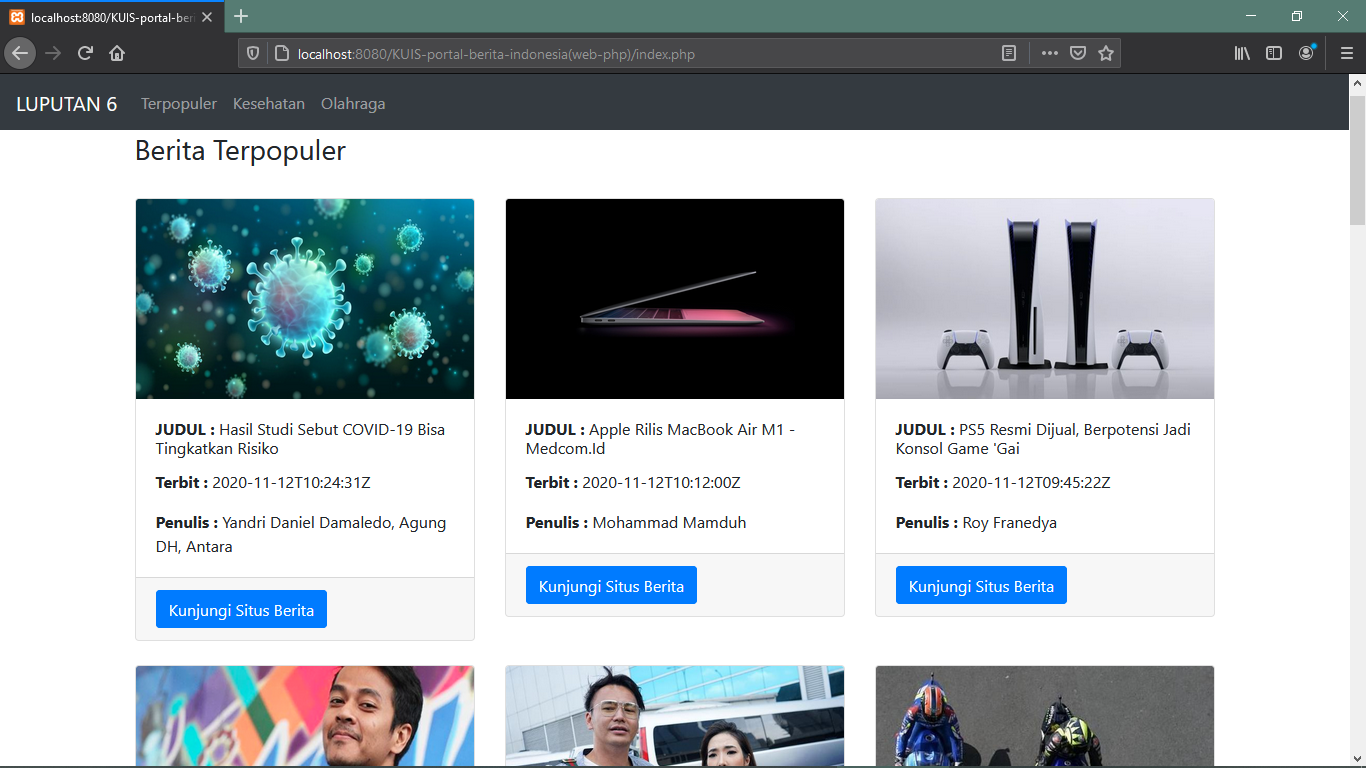 localhost:8080/KUIS-portal-beri
localhost:8080/KUIS-portal-berita-indonesia(web-php)/index.php
LUPUTAN 6 Terpopuler Kesehatan Olahraga
Berita Terpopuler
JUDUL : Hasil Studi Sebut COVID-19 Bisa
Tingkatkan Risiko
Terbit : 2020-11-12T10:24:31Z
Penulis : Yandri Daniel Damaledo, Agung
DH, Antara
Kunjungi Situs Berita
JUDUL : Apple Rilis MacBook Air M1 -
Medcom.Id
Terbit : 2020-11-12T10:12:00Z
Penulis : Mohammad Mamduh
Kunjungi Situs Berita
JUDUL : PS5 Resmi Dijual, Berpotensi Jadi
Konsol Game 'Gai
Terbit : 2020-11-12T09:45:22Z
Penulis : Roy Franedya
Kunjungi Situs Berita